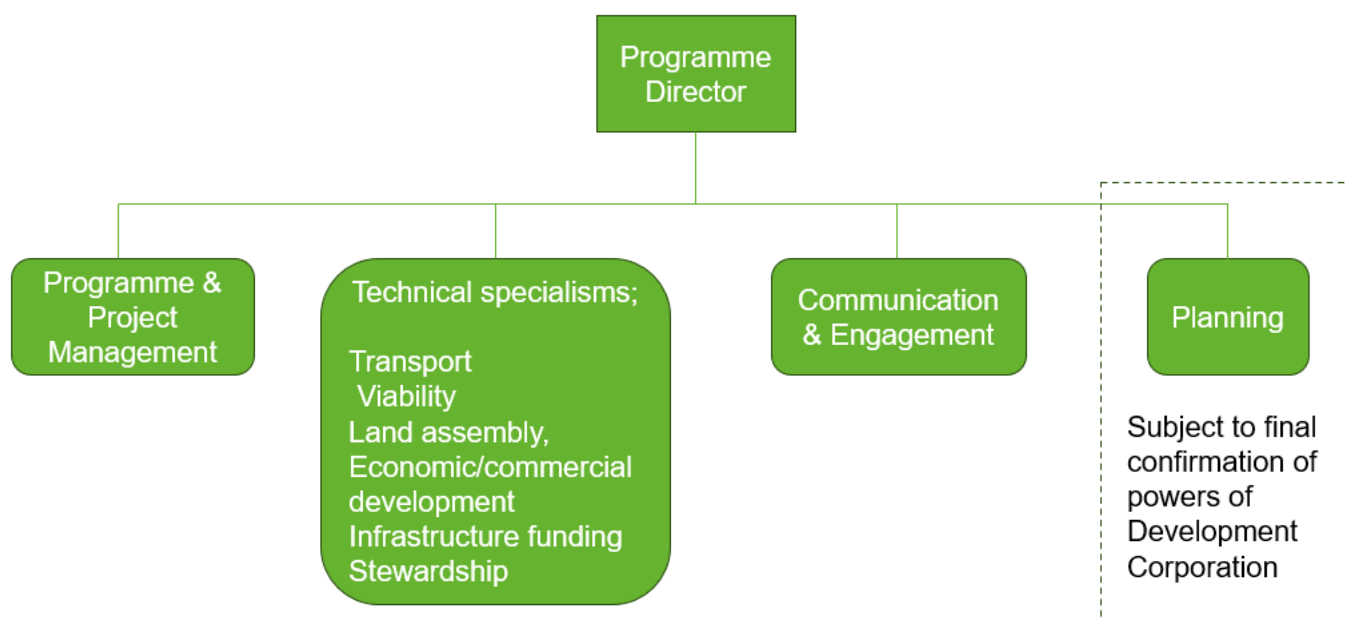 Programme
Director
Programme &
Project
Management
Technical specialisms;
Transport
Viability
Land assembly,
Economic/commercial
development
Infrastructure funding
Stewardship
Communication
& Engagement
Planning
Subject to final
confirmation of
powers of
Development
Corporation